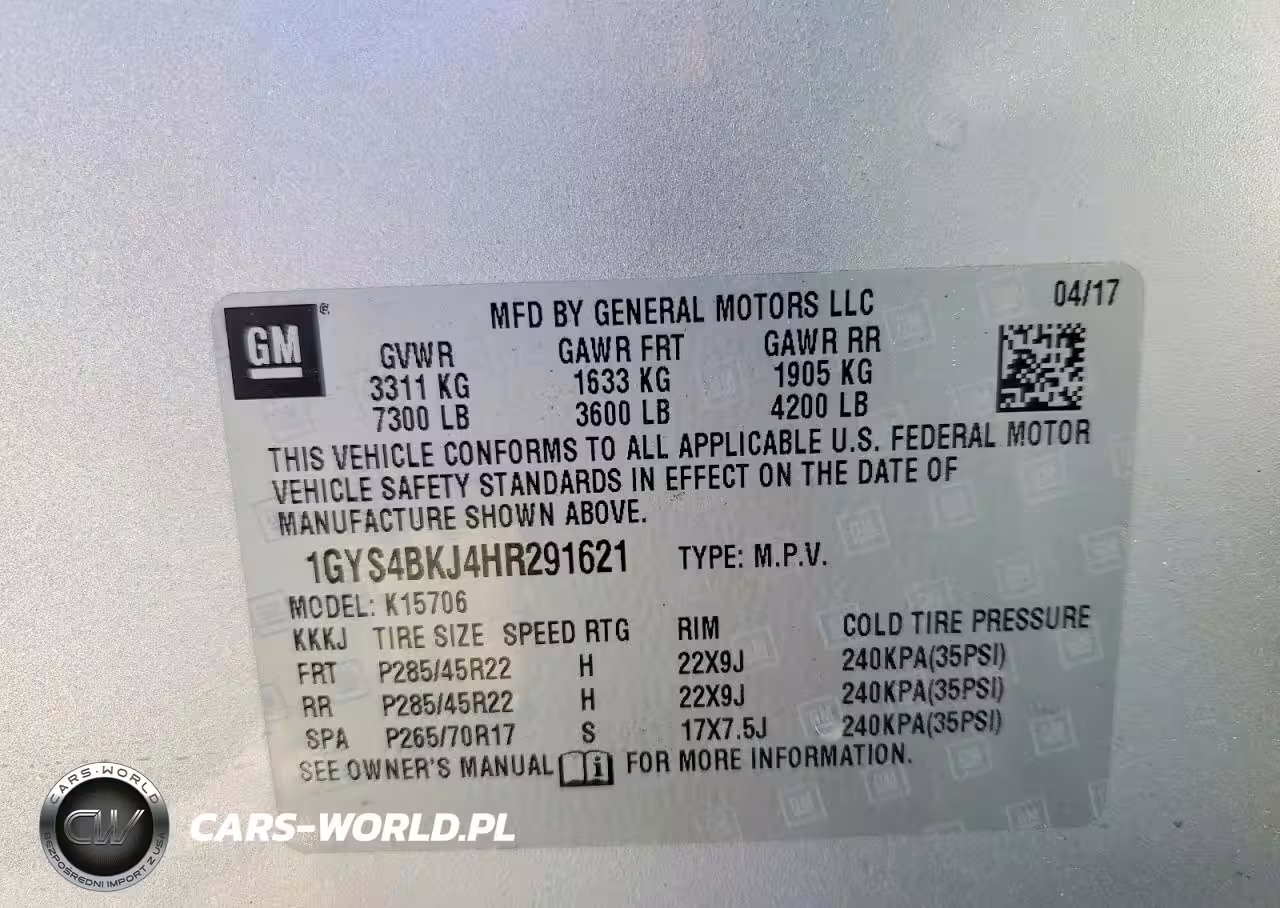 GM
MFD BY GENERAL MOTORS LLC 04/17
GVWR GAWR FRT GAWR RR
3311 KG 1633 KG 1905 KG
7300 LB 3600 LB 4200 LB
THIS VEHICLE CONFORMS TO ALL APPLICABLE U.S. FEDERAL MOTOR
VEHICLE SAFETY STANDARDS IN EFFECT ON THE DATE OF
MANUFACTURE SHOWN ABOVE.
1GYS4BKJ4HR291621 TYPE: M.P.V.
MODEL: K15706
KKKJ TIRE SIZE SPEED RTG RIM COLD TIRE PRESSURE
FRT P285/45R22 H 22X9J 240KPA(35PSI)
RR P285/45R22 H 22X9J 240KPA(35PSI)
SPA P265/70R17 S 17X7.5J 240KPA(35PSI)
SEE OWNER'S MANUAL i FOR MORE INFORMATION.
CARS-WORLD
CW
BEZPOŚREDNI IMPORT Z USA
CARS-WORLD.PL